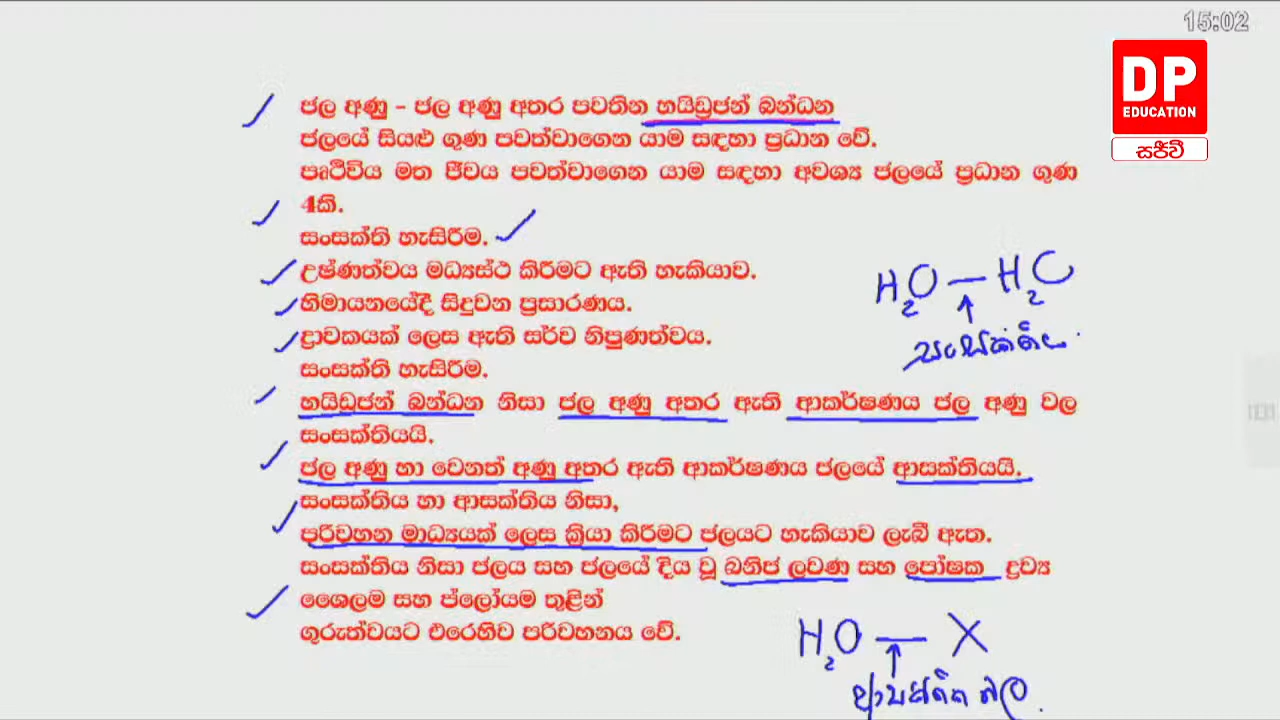 15:02
DP
EDUCATION
සජීවී
ජල අණු – ජල අණු අතර පවතින හයිඩ්‍රජන් බන්ධන
ජලයේ සියළු ගුණ පවත්වාගෙන යාම සඳහා ප්‍රධාන වේ.
පෘථිවිය මත ජීවය පවත්වාගෙන යාම සඳහා අවශ්‍ය ජලයේ ප්‍රධාන ගුණ
4කි.
සංසක්ති හැසිරීම.
උෂ්ණත්වය මධ්‍යස්ථ කිරීමට ඇති හැකියාව.
හිමායනයේදී සිදුවන ප්‍රසාරණය.
ද්‍රාවකයක් ලෙස ඇති සර්ව නිපුණත්වය.
H₂O — H₂O
සංසක්තිය
සංසක්ති හැසිරීම.
හයිඩ්‍රජන් බන්ධන නිසා ජල අණු අතර ඇති ආකර්ෂණය ජල අණු වල
සංසක්තියයි.
ජල අණු හා වෙනත් අණු අතර ඇති ආකර්ෂණය ජලයේ ආසක්තියයි.
සංසක්තිය හා ආසක්තිය නිසා,
පරිවහන මාධ්‍යයක් ලෙස ක්‍රියා කිරීමට ජලයට හැකියාව ලැබී ඇත.
සංසක්තිය නිසා ජලය සහ ජලයේ දිය වූ ඛනිජ ලවණ සහ පෝෂක ද්‍රව්‍ය
ශෛලම සහ ප්ලෝයම තුළින්
ගුරුත්වයට එරෙහිව පරිවහනය වේ.
H₂O — X
බල.